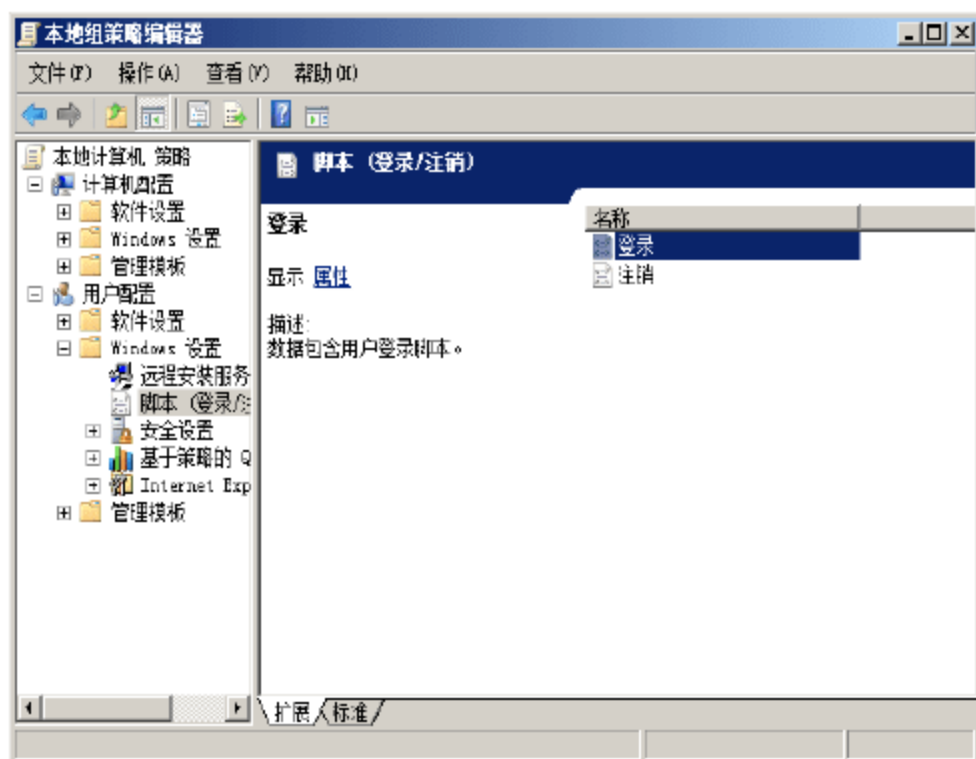 本地组策略编辑器
文件(F) 操作(A) 查看(V) 帮助(H)
本地计算机 策略
计算机配置
软件设置
Windows 设置
管理模板
用户配置
软件设置
Windows 设置
远程安装服务
脚本 (登录/注
安全设置
基于策略的 Q
Internet Exp
管理模板
脚本 (登录/注销)
登录
显示 属性
描述:
数据包含用户登录脚本。
名称
登录
注销
扩展 标准